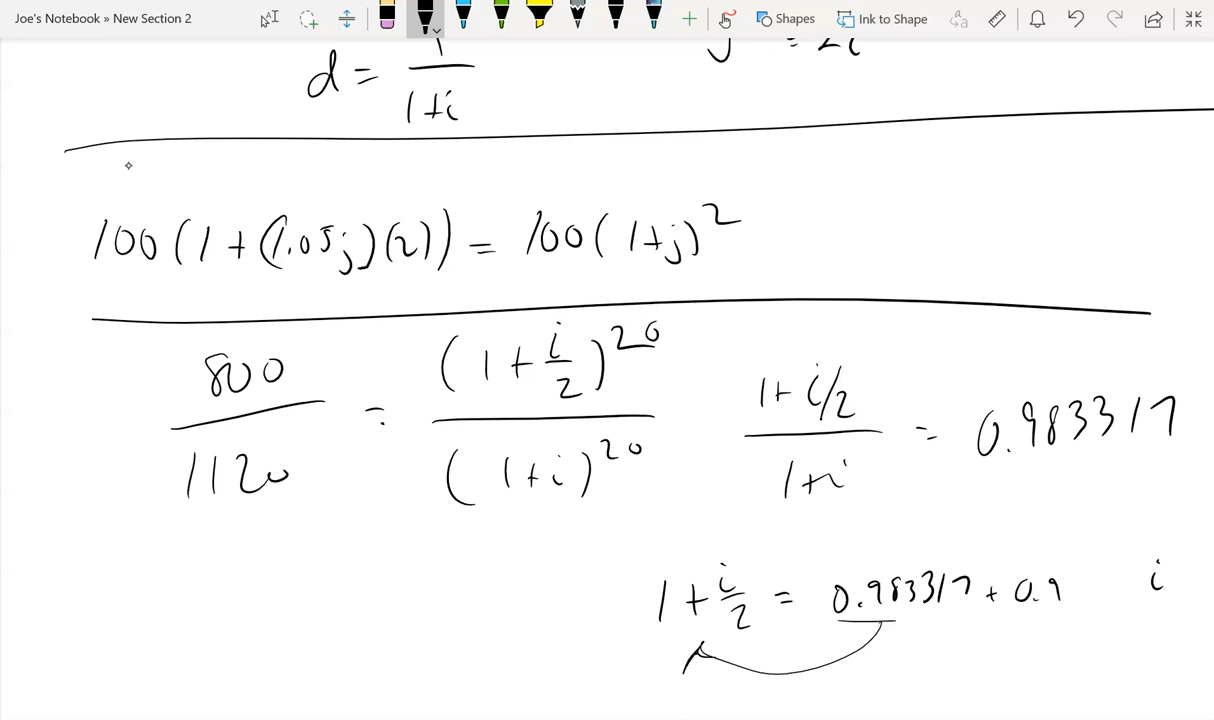 Joe's Notebook » New Section 2 Shapes Ink to Shape
d = 1/(1+i) = 2i
100(1+(1.05j)(2)) = 100(1+j)^2
800/1120 = (1+i/2)^20/(1+i)^20 (1+i/2)/(1+i) = 0.983317
1+i/2 = 0.983317 + 0.9 i